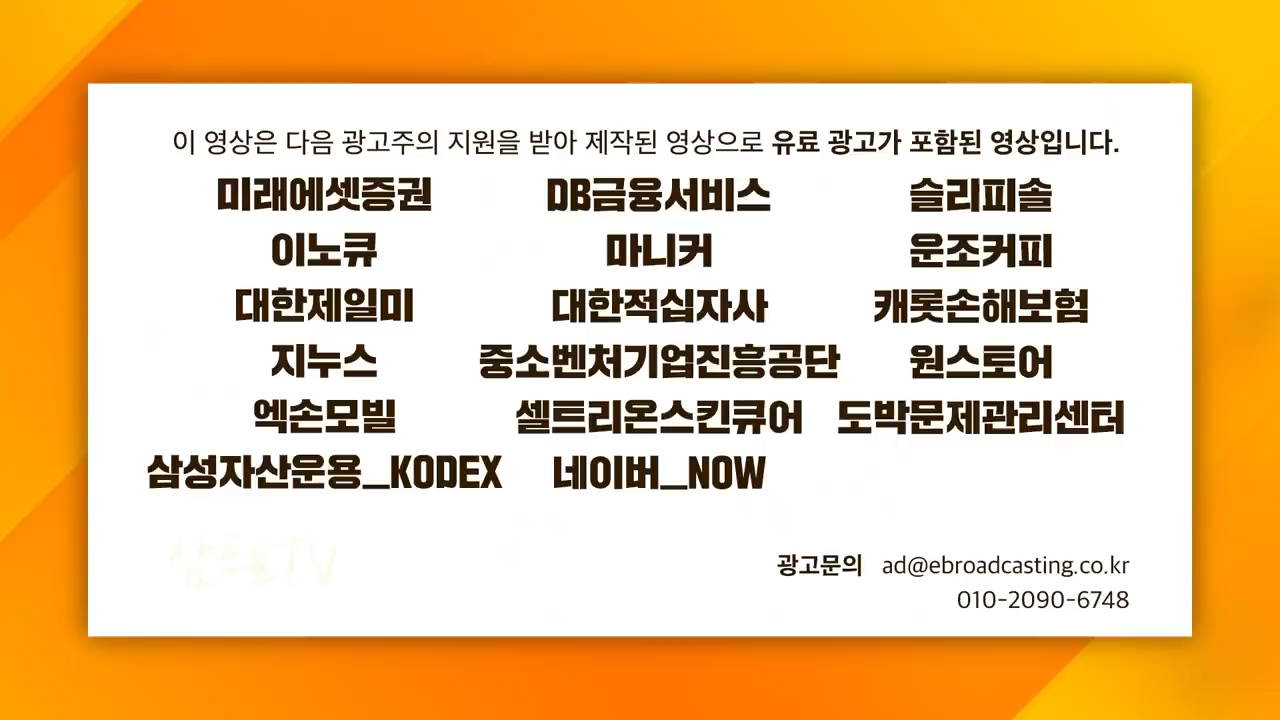 이 영상은 다음 광고주의 지원을 받아 제작된 영상으로 유료 광고가 포함된 영상입니다.
미래에셋증권 DB금융서비스 슬리피솔
이노큐 마니커 운조커피
대한제일미 대한적십자사 캐롯손해보험
지누스 중소벤처기업진흥공단 원스토어
엑손모빌 셀트리온스킨큐어 도박문제관리센터
삼성자산운용_KODEX 네이버_NOW
광고문의 ad@ebroadcasting.co.kr
010-2090-6748